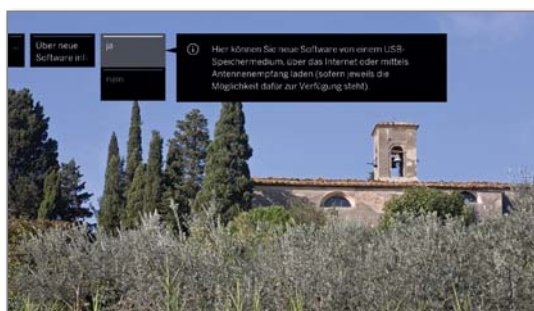 Über neue
Software inf-
ja
nein
Hier können Sie neue Software von einem USB-
Speichermedium, über das Internet oder mittels
Antennenempfang laden (sofern jeweils die
Möglichkeit dafür zur Verfügung steht).